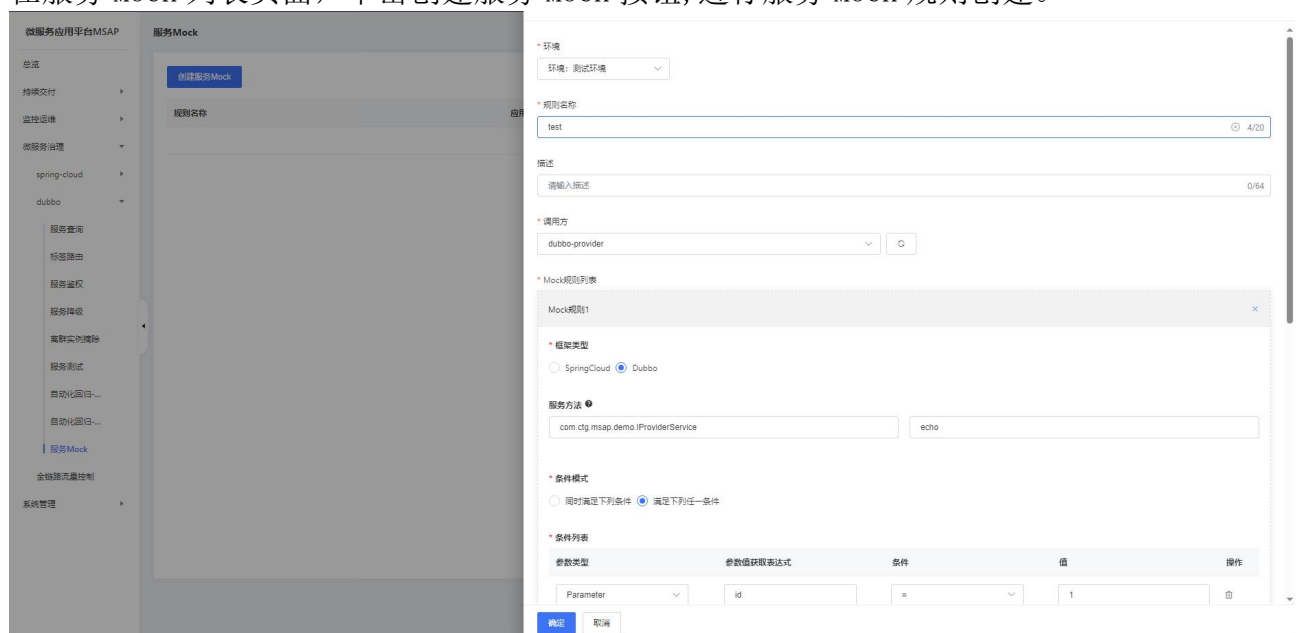 在服务 Mock 列表页面，单击创建服务 Mock 按钮,进行服务 Mock 规则创建。
微服务应用平台MSAP
服务Mock
总览
持续交付
监控运维
微服务治理
spring-cloud
dubbo
服务查询
标签路由
服务鉴权
服务降级
离群实例摘除
服务测试
自动化回归-...
自动化回归-...
服务Mock
全链路流量控制
系统管理
创建服务Mock
规则名称
应用
* 环境
环境：测试环境
* 规则名称
test
4/20
描述
请输入描述
0/64
* 调用方
dubbo-provider
* Mock规则列表
Mock规则1
* 框架类型
SpringCloud Dubbo
服务方法
com.ctg.msap.demo.IProviderService echo
* 条件模式
同时满足下列条件 满足下列任一条件
* 条件列表
参数类型 参数值获取表达式 条件 值 操作
Parameter id = 1
确定 取消